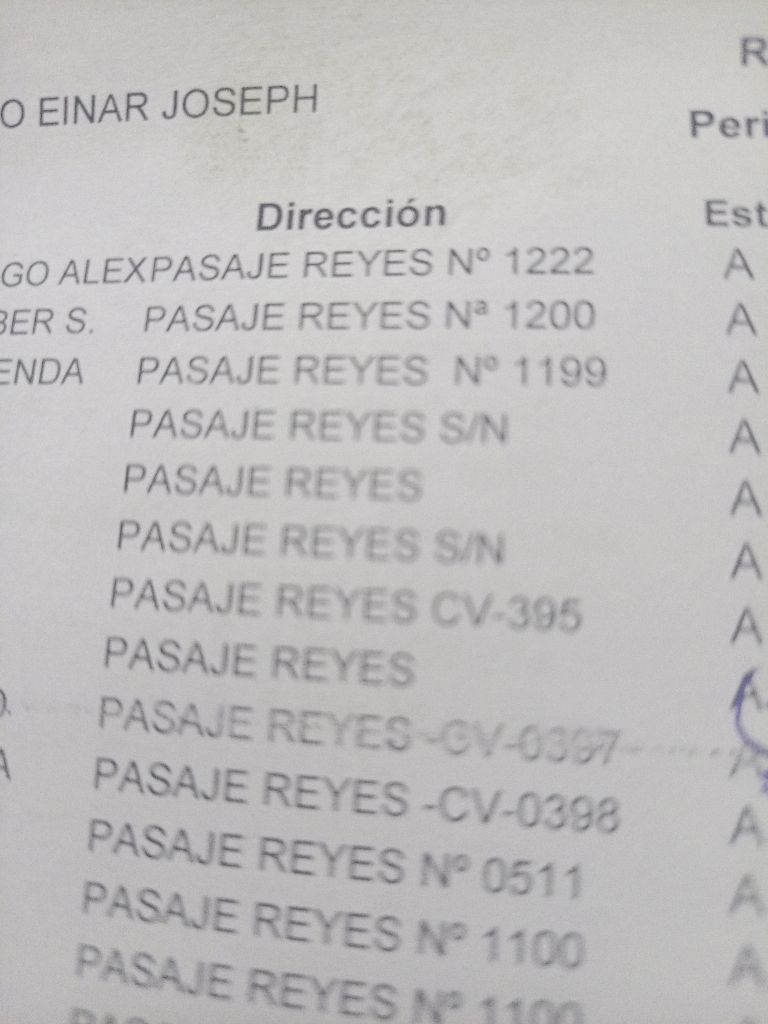 R
O EINAR JOSEPH
Peri
Dirección Est
GO ALEXPASAJE REYES Nº 1222 A
BER S. PASAJE REYES Nª 1200 A
ENDA PASAJE REYES Nº 1199 A
PASAJE REYES S/N A
PASAJE REYES A
PASAJE REYES S/N A
PASAJE REYES CV-395 A
PASAJE REYES A
O. PASAJE REYES -CV-0397 A
A PASAJE REYES -CV-0398 A
PASAJE REYES Nº 0511 A
PASAJE REYES Nº 1100 A
PASAJE REYES Nº 1100